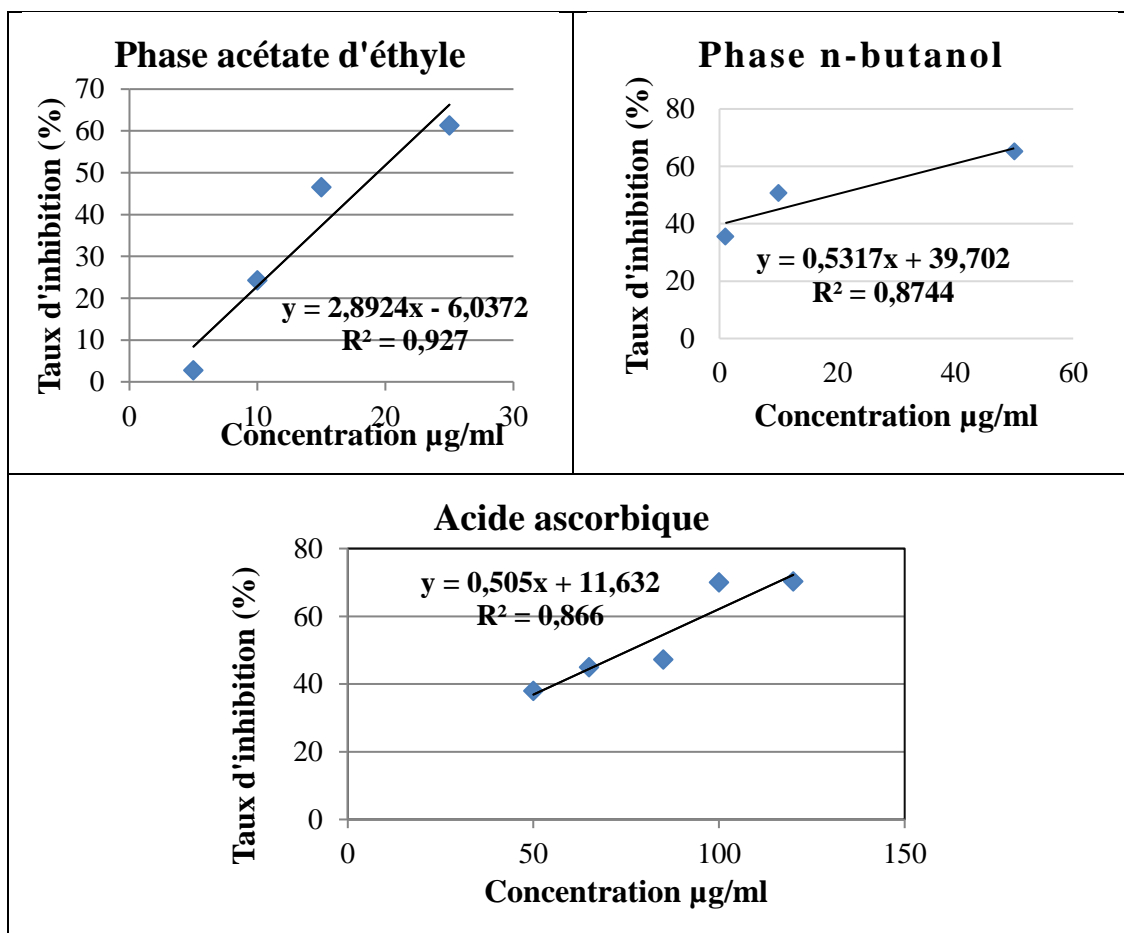 Phase acétate d'éthyle
Taux d'inhibition (%)
70
60
50
40
30
20
10
0
y = 2,8924x - 6,0372
R² = 0,927
0
10
20
30
Concentration µg/ml
Phase n-butanol
Taux d'inhibition (%)
80
60
40
20
0
y = 0,5317x + 39,702
R² = 0,8744
0
20
40
60
Concentration µg/ml
Acide ascorbique
Taux d'inhibition (%)
80
60
40
20
0
y = 0,505x + 11,632
R² = 0,866
0
50
100
150
Concentration µg/ml